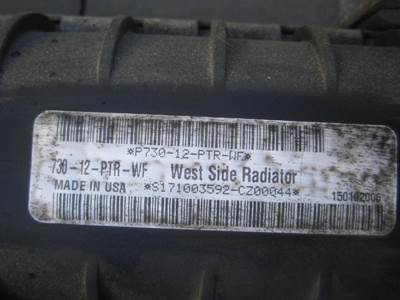 *P730-12-PTR-WF*
730-12-PTR-WF West Side Radiator
MADE IN USA *S171003592-CZ00044* 150102006